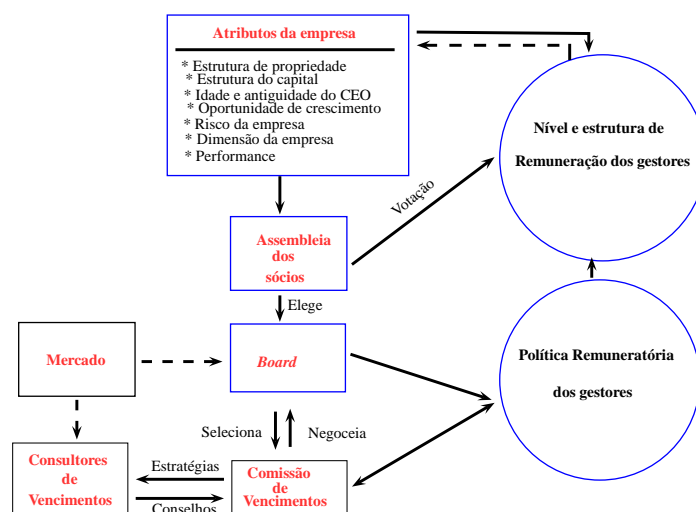 Atributos da empresa
* Estrutura de propriedade
* Estrutura do capital
* Idade e antiguidade do CEO
* Oportunidade de crescimento
* Risco da empresa
* Dimensão da empresa
* Performance
Nível e estrutura de
Remuneração dos gestores
Votação
Assembleia
dos
sócios
Elege
Mercado
Board
Política Remuneratória
dos gestores
Seleciona
Negoceia
Consultores
de
Vencimentos
Estratégias
Conselhos
Comissão
de
Vencimentos